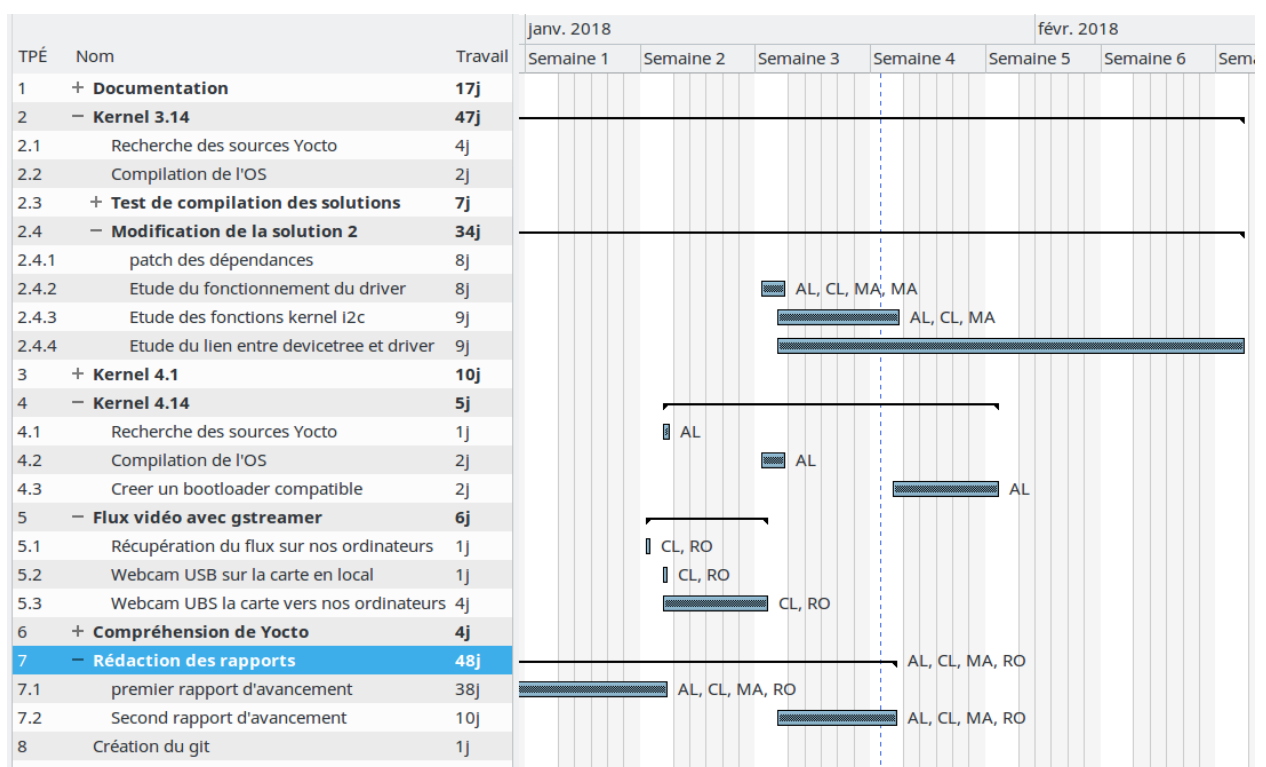 janv. 2018 févr. 2018
TPÉ Nom Travail Semaine 1 Semaine 2 Semaine 3 Semaine 4 Semaine 5 Semaine 6
1 + Documentation 17j
2 − Kernel 3.14 47j
2.1 Recherche des sources Yocto 4j
2.2 Compilation de l'OS 2j
2.3 + Test de compilation des solutions 7j
2.4 − Modification de la solution 2 34j
2.4.1 patch des dépendances 8j
2.4.2 Etude du fonctionnement du driver 8j AL, CL, MA, MA
2.4.3 Etude des fonctions kernel i2c 9j AL, CL, MA
2.4.4 Etude du lien entre devicetree et driver 9j
3 + Kernel 4.1 10j
4 − Kernel 4.14 5j
4.1 Recherche des sources Yocto 1j AL
4.2 Compilation de l'OS 2j AL
4.3 Creer un bootloader compatible 2j AL
5 − Flux vidéo avec gstreamer 6j
5.1 Récupération du flux sur nos ordinateurs 1j CL, RO
5.2 Webcam USB sur la carte en local 1j CL, RO
5.3 Webcam UBS la carte vers nos ordinateurs 4j CL, RO
6 + Compréhension de Yocto 4j
7 − Rédaction des rapports 48j AL, CL, MA, RO
7.1 premier rapport d'avancement 38j AL, CL, MA, RO
7.2 Second rapport d'avancement 10j AL, CL, MA, RO
8 Création du git 1j